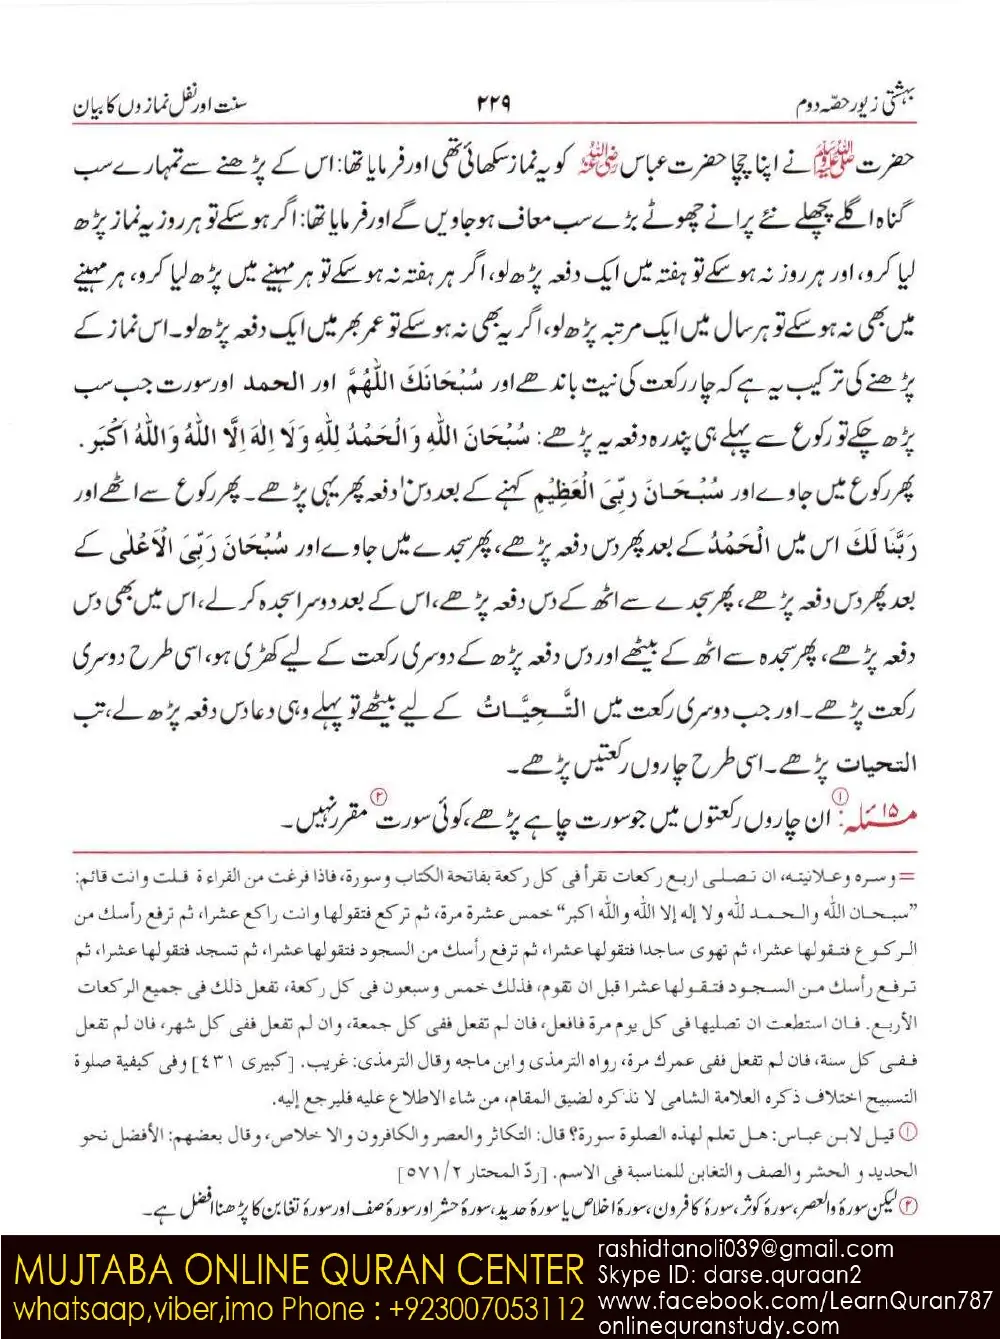 بہشتی زیور حصّہ دوم ۲۲۹ سنت اور نفل نمازوں کا بیان
حضرت ﷺ نے اپنا چچا حضرت عباس رضی اللہ عنہ کو یہ نماز سکھائی تھی اور فرمایا تھا: اس کے پڑھنے سے تمہارے سب
گناہ اگلے پچھلے نئے پرانے چھوٹے بڑے سب معاف ہو جاویں گے اور فرمایا تھا: اگر ہو سکے تو ہر روز یہ نماز پڑھ
لیا کرو، اور ہر روز نہ ہو سکے تو ہفتہ میں ایک دفعہ پڑھ لو، اگر ہر ہفتہ نہ ہو سکے تو ہر مہینے میں پڑھ لیا کرو، ہر مہینے
میں بھی نہ ہو سکے تو ہر سال میں ایک مرتبہ پڑھ لو، اگر یہ بھی نہ ہو سکے تو عمر بھر میں ایک دفعہ پڑھ لو۔ اس نماز کے
پڑھنے کی ترکیب یہ ہے کہ چار رکعت کی نیت باندھے اور سُبْحَانَكَ اللّٰهُمَّ اور الحمد اور سورت جب سب
پڑھ چکے تو رکوع سے پہلے ہی پندرہ دفعہ یہ پڑھے: سُبْحَانَ اللّٰهِ وَالْحَمْدُ لِلّٰهِ وَلَا اِلٰهَ اِلَّا اللّٰهُ وَاللّٰهُ اَكْبَر .
پھر رکوع میں جاوے اور سُبْحَانَ رَبِّيَ الْعَظِيْمِ کہنے کے بعد دس دفعہ پھر یہی پڑھے۔ پھر رکوع سے اٹھے اور
رَبَّنَا لَكَ اس میں الْحَمْدُ کے بعد پھر دس دفعہ پڑھے، پھر سجدے میں جاوے اور سُبْحَانَ رَبِّيَ الْاَعْلٰى کے
بعد پھر دس دفعہ پڑھے، پھر سجدے سے اٹھ کے دس دفعہ پڑھے، اس کے بعد دوسرا سجدہ کرلے، اس میں بھی دس
دفعہ پڑھے، پھر سجدہ سے اٹھ کے بیٹھے اور دس دفعہ پڑھ کے دوسری رکعت کے لیے کھڑی ہو، اسی طرح دوسری
رکعت پڑھے۔ اور جب دوسری رکعت میں التَّحِيَّاتُ کے لیے بیٹھے تو پہلے وہی دعا دس دفعہ پڑھ لے، تب
التحیات پڑھے۔ اسی طرح چاروں رکعتیں پڑھے۔
مسئلہ ۱۵: ① ان چاروں رکعتوں میں جو سورت چاہے پڑھے، کوئی سورت ② مقرر نہیں۔
= وسره وعلانيته، ان تصلى اربع ركعات تقرأ فى كل ركعة بفاتحة الكتاب وسورة، فاذا فرغت من القراءة قلت وانت قائم:
"سبحان الله والحمد لله ولا إله إلا الله والله اكبر" خمس عشرة مرة، ثم تركع فتقولها وانت راكع عشرا، ثم ترفع رأسك من
الركوع فتقولها عشرا، ثم تهوى ساجدا فتقولها عشرا، ثم ترفع رأسك من السجود فتقولها عشرا، ثم تسجد فتقولها عشرا، ثم
ترفع رأسك من السجود فتقولها عشرا قبل ان تقوم، فذلك خمس وسبعون فى كل ركعة، تفعل ذلك فى جميع الركعات
الأربع. فان استطعت ان تصليها فى كل يوم مرة فافعل، فان لم تفعل ففى كل جمعة، وان لم تفعل ففى كل شهر، فان لم تفعل
ففى كل سنة، فان لم تفعل ففى عمرك مرة، رواه الترمذى وابن ماجه وقال الترمذى: غريب. [كبيرى ٤٣١] وفى كيفية صلوة
التسبيح اختلاف ذكره العلامة الشامى لا نذكره لضيق المقام، من شاء الاطلاع عليه فليرجع إليه.
① قيل لابن عباس: هل تعلم لهذه الصلوة سورة؟ قال: التكاثر والعصر والكافرون والاخلاص، وقال بعضهم: الأفضل نحو
الحديد و الحشر والصف والتغابن للمناسبة فى الاسم. [ردّ المحتار ٢/٥٧١]
② لیکن سورۂ والعصر، سورۂ کوثر، سورۂ کافرون، سورۂ اخلاص یا سورۂ حدید، سورۂ حشر اور سورۂ صف اور سورۂ تغابن کا پڑھنا افضل ہے۔
MUJTABA ONLINE QURAN CENTER
whatsaap,viber,imo Phone : +923007053112
rashidtanoli039@gmail.com
Skype ID: darse.quraan2
www.facebook.com/LearnQuran787
onlinequranstudy.com